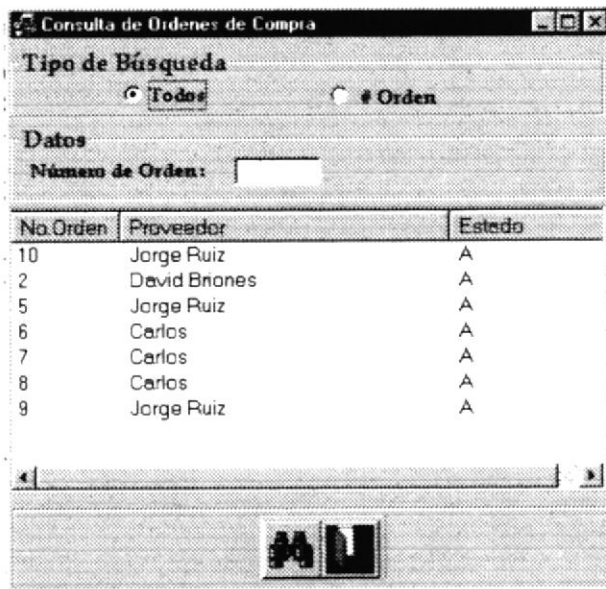 Consulta de Ordenes de Compra
Tipo de Búsqueda
Todos # Orden
Datos
Número de Orden:
No.Orden Proveedor Estado
10 Jorge Ruiz A
2 David Briones A
5 Jorge Ruiz A
6 Carlos A
7 Carlos A
8 Carlos A
9 Jorge Ruiz A